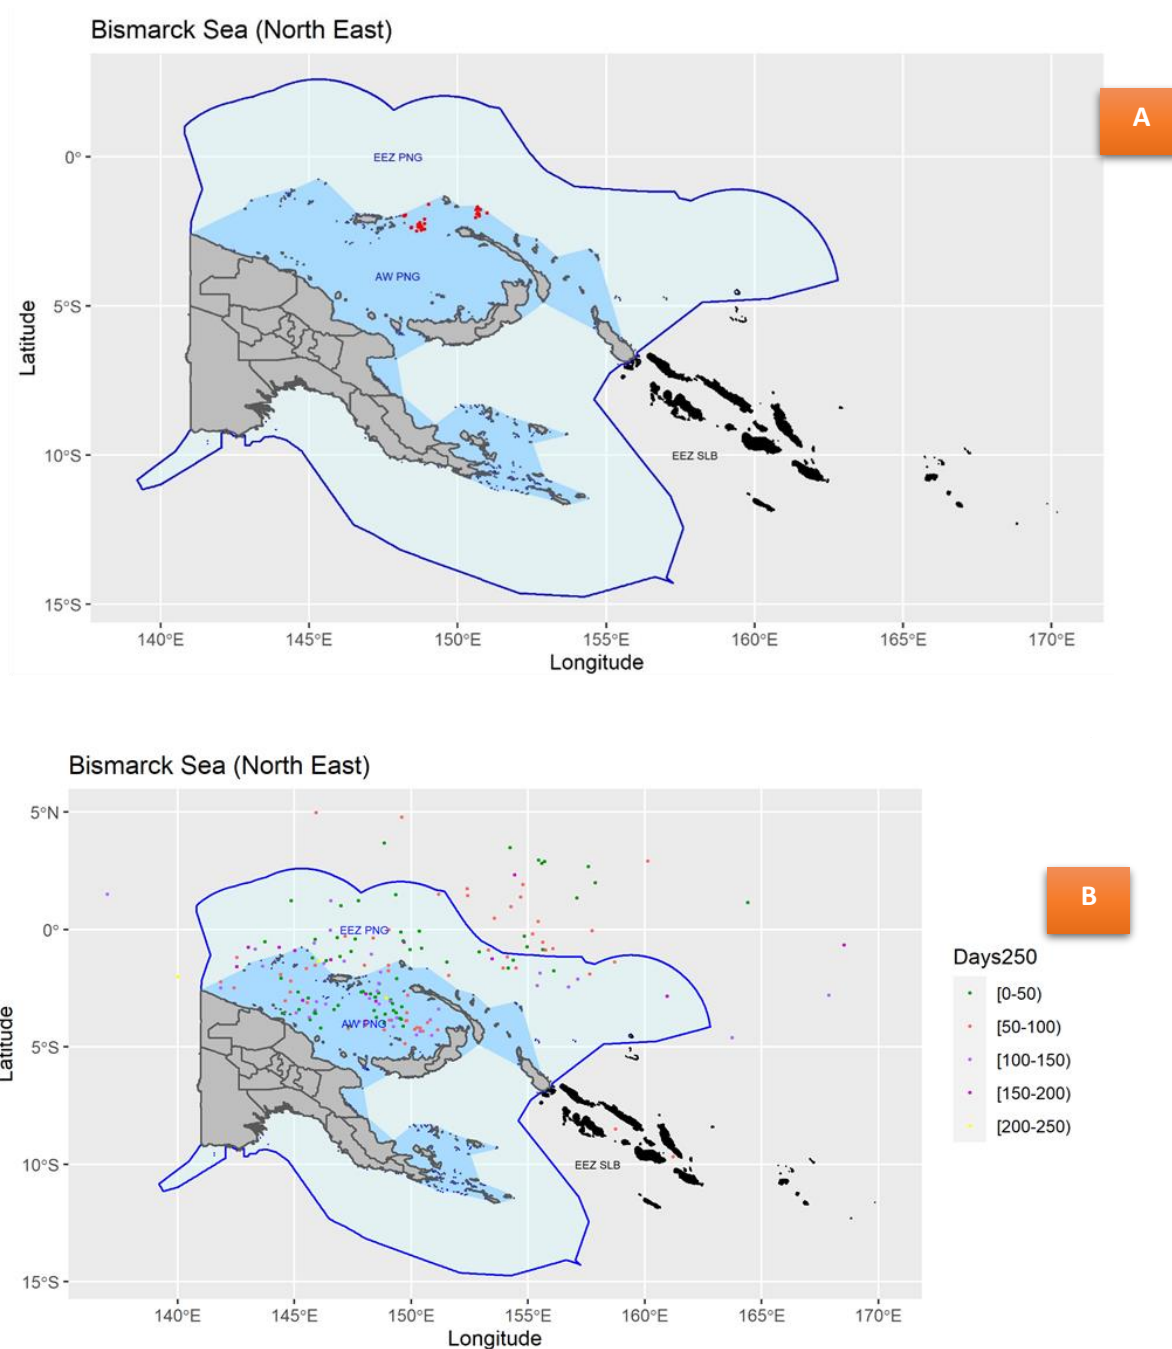 Bismarck Sea (North East)
A
0°
5°S
10°S
15°S
Latitude
EEZ PNG
AW PNG
EEZ SLB
140°E 145°E 150°E 155°E 160°E 165°E 170°E
Longitude
Bismarck Sea (North East)
B
5°N
0°
5°S
10°S
15°S
Latitude
EEZ PNG
AW PNG
EEZ SLB
140°E 145°E 150°E 155°E 160°E 165°E 170°E
Longitude
Days250
[0-50)
[50-100)
[100-150)
[150-200)
[200-250)